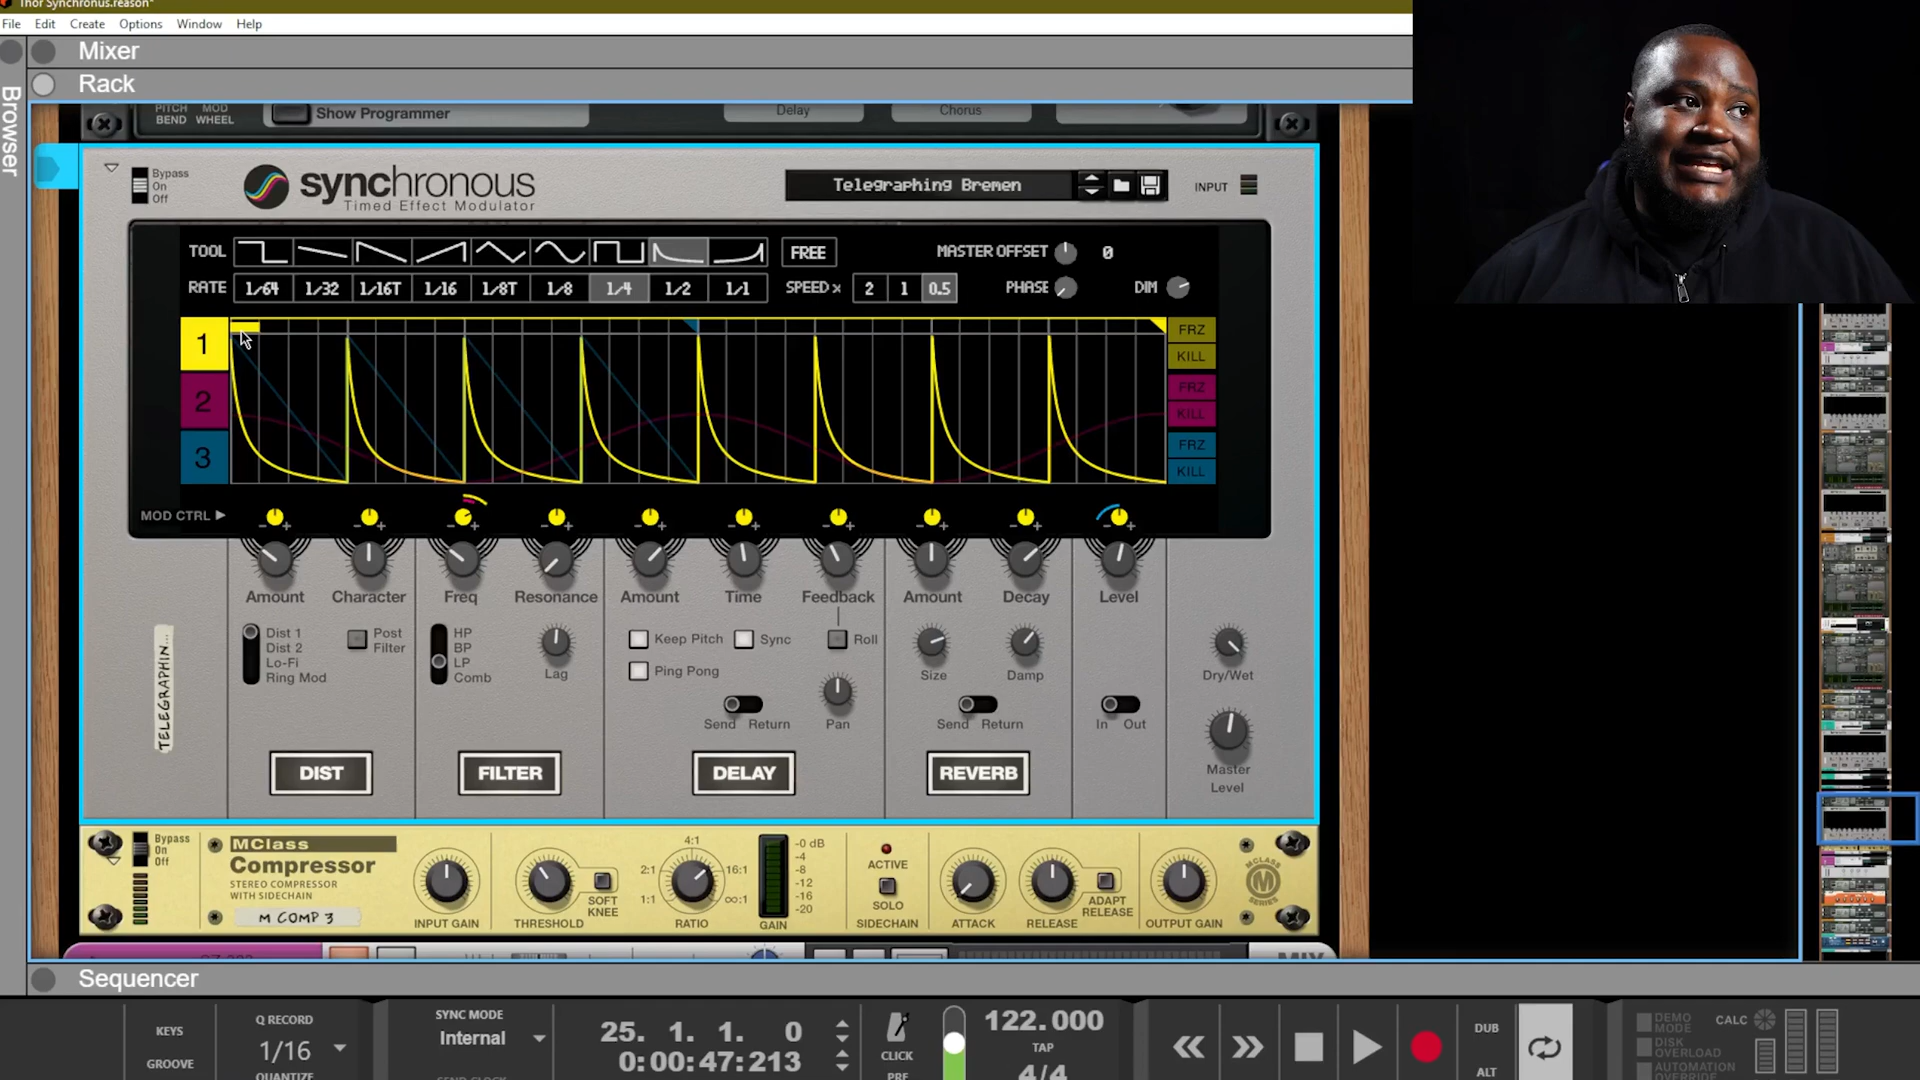 Thor Synchronus.reason*
File Edit Create Options Window Help
Mixer
Rack
Browser
PITCH BEND MOD WHEEL
Show Programmer
Delay
Chorus
Bypass
On
Off
synchronous
Timed Effect Modulator
Telegraphing Bremen
INPUT
TOOL FREE MASTER OFFSET 0
RATE 1/64 1/32 1/16T 1/16 1/8T 1/8 1/4 1/2 1/1 SPEED x 2 1 0.5 PHASE DIM
1
2
3
FRZ
KILL
FRZ
KILL
FRZ
KILL
MOD CTRL
Amount Character Freq Resonance Amount Time Feedback Amount Decay Level
Dist 1
Dist 2
Lo-Fi
Ring Mod
Post Filter
HP
BP
LP
Comb
Lag
Keep Pitch Sync Roll
Ping Pong
Send Return
Pan
Size Damp
Send Return
In Out
Dry/Wet
Master Level
TELEGRAPHIN...
DIST FILTER DELAY REVERB
Bypass
On
Off
MClass
Compressor
STEREO COMPRESSOR
WITH SIDECHAIN
M COMP 3
INPUT GAIN
THRESHOLD
SOFT KNEE
1:1 2:1 4:1 16:1 ∞:1
RATIO
-0 dB
-4
-8
-12
-16
-20
GAIN
ACTIVE
SOLO
SIDECHAIN
ATTACK
RELEASE
ADAPT RELEASE
OUTPUT GAIN
MCLASS
M
SERIES
Sequencer
KEYS
GROOVE
Q RECORD
1/16
QUANTIZE
SYNC MODE
Internal
25. 1. 1. 0
0:00:47:213
CLICK
PRE
122.000
TAP
4/4
DUB
ALT
DEMO MODE
DISK OVERLOAD
AUTOMATION OVERRIDE
CALC